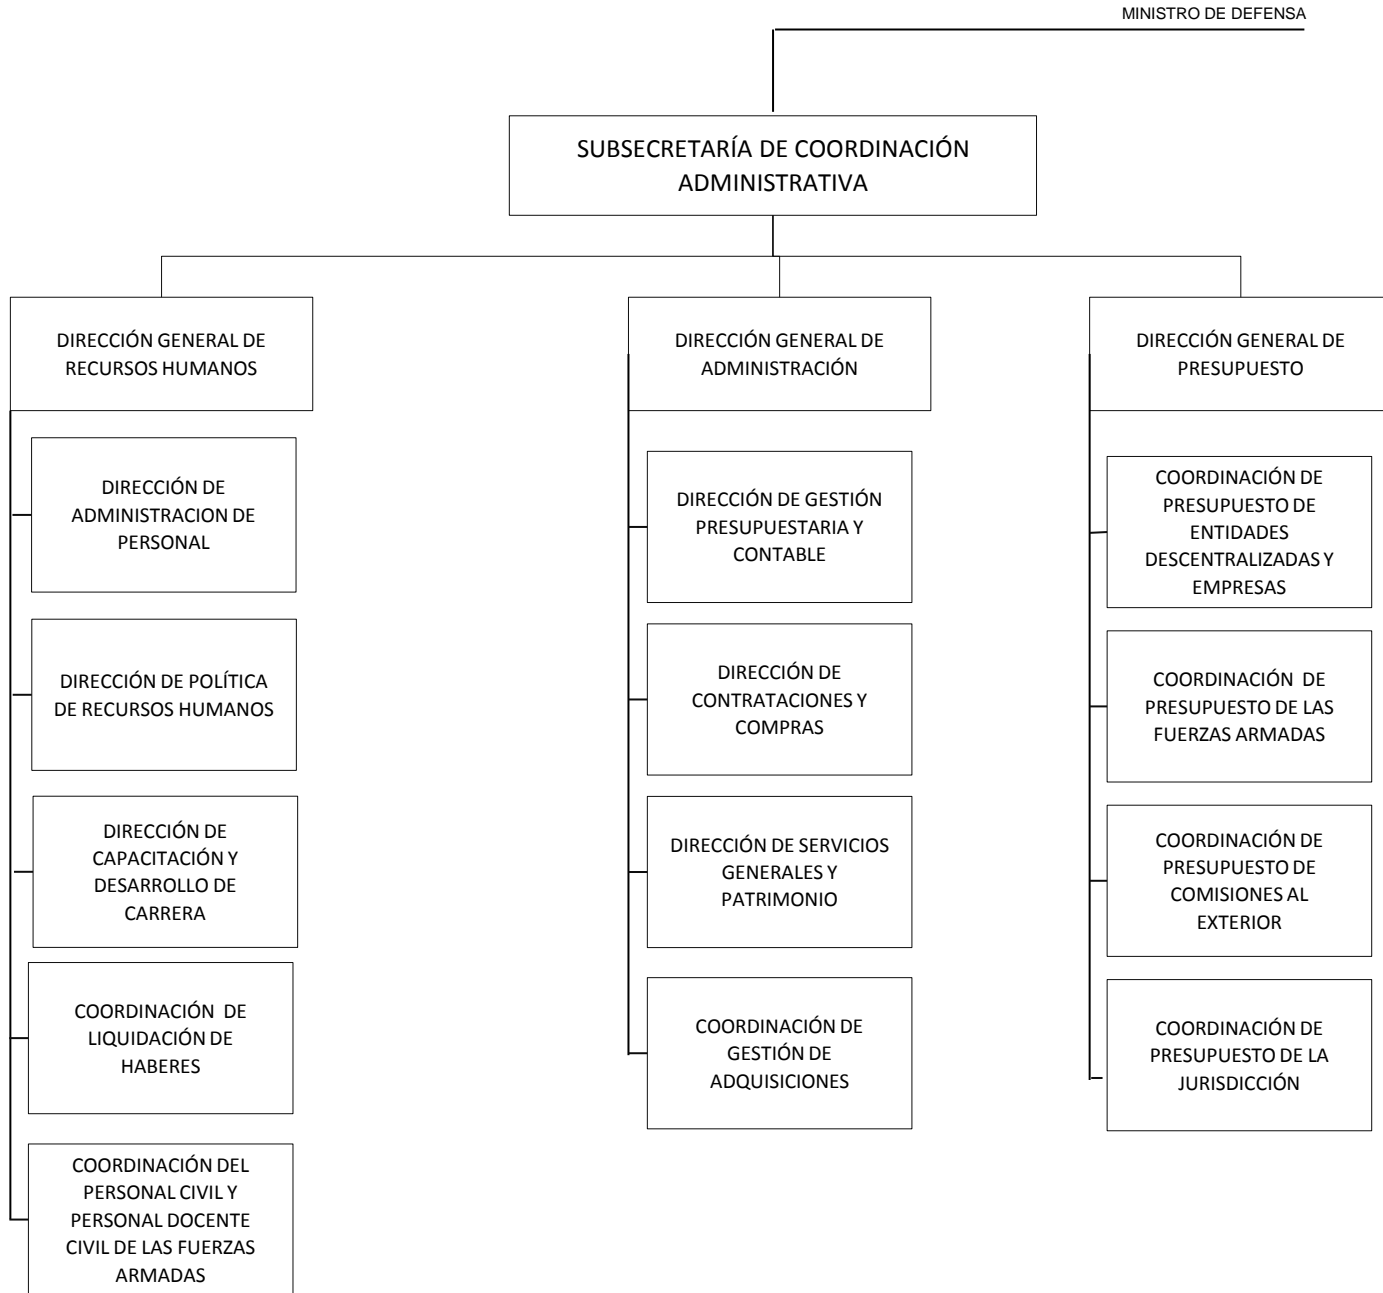 MINISTRO DE DEFENSA
SUBSECRETARÍA DE COORDINACIÓN
ADMINISTRATIVA
DIRECCIÓN GENERAL DE
RECURSOS HUMANOS
DIRECCIÓN DE
ADMINISTRACION DE
PERSONAL
DIRECCIÓN DE POLÍTICA
DE RECURSOS HUMANOS
DIRECCIÓN DE
CAPACITACIÓN Y
DESARROLLO DE
CARRERA
COORDINACIÓN  DE
LIQUIDACIÓN DE
HABERES
COORDINACIÓN DEL
PERSONAL CIVIL Y
PERSONAL DOCENTE
CIVIL DE LAS FUERZAS
ARMADAS
DIRECCIÓN GENERAL DE
ADMINISTRACIÓN
DIRECCIÓN DE GESTIÓN
PRESUPUESTARIA Y
CONTABLE
DIRECCIÓN DE
CONTRATACIONES Y
COMPRAS
DIRECCIÓN DE SERVICIOS
GENERALES Y
PATRIMONIO
COORDINACIÓN DE
GESTIÓN DE
ADQUISICIONES
DIRECCIÓN GENERAL DE
PRESUPUESTO
COORDINACIÓN DE
PRESUPUESTO DE
ENTIDADES
DESCENTRALIZADAS Y
EMPRESAS
COORDINACIÓN  DE
PRESUPUESTO DE LAS
FUERZAS ARMADAS
COORDINACIÓN DE
PRESUPUESTO DE
COMISIONES AL
EXTERIOR
COORDINACIÓN DE
PRESUPUESTO DE LA
JURISDICCIÓN